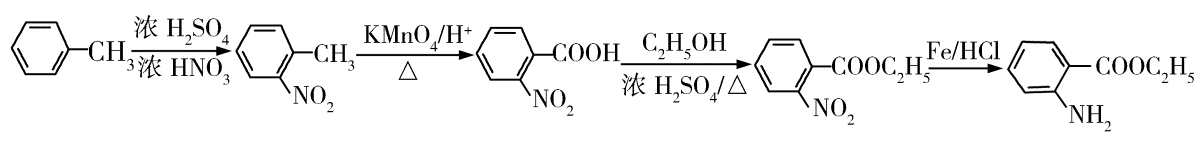 CH₃ 浓 H₂SO₄ 浓 HNO₃ CH₃ NO₂ KMnO₄/H⁺ △ COOH NO₂ C₂H₅OH 浓 H₂SO₄/△ COOC₂H₅ NO₂ Fe/HCl COOC₂H₅ NH₂